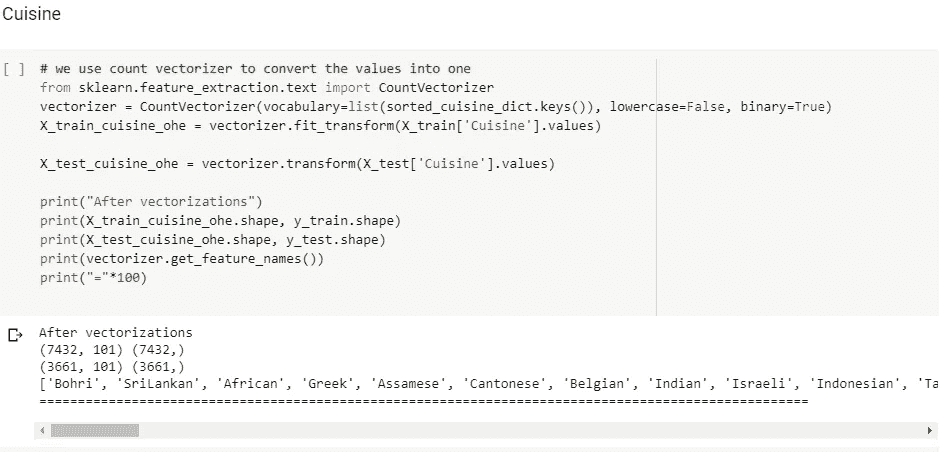 Cuisine
[ ] # we use count vectorizer to convert the values into one
from sklearn.feature_extraction.text import CountVectorizer
vectorizer = CountVectorizer(vocabulary=list(sorted_cuisine_dict.keys()), lowercase=False, binary=True)
X_train_cuisine_ohe = vectorizer.fit_transform(X_train['Cuisine'].values)
X_test_cuisine_ohe = vectorizer.transform(X_test['Cuisine'].values)
print("After vectorizations")
print(X_train_cuisine_ohe.shape, y_train.shape)
print(X_test_cuisine_ohe.shape, y_test.shape)
print(vectorizer.get_feature_names())
print("="*100)
After vectorizations
(7432, 101) (7432,)
(3661, 101) (3661,)
['Bohri', 'SriLankan', 'African', 'Greek', 'Assamese', 'Cantonese', 'Belgian', 'Indian', 'Israeli', 'Indonesian', 'Ta
====================================================================================================